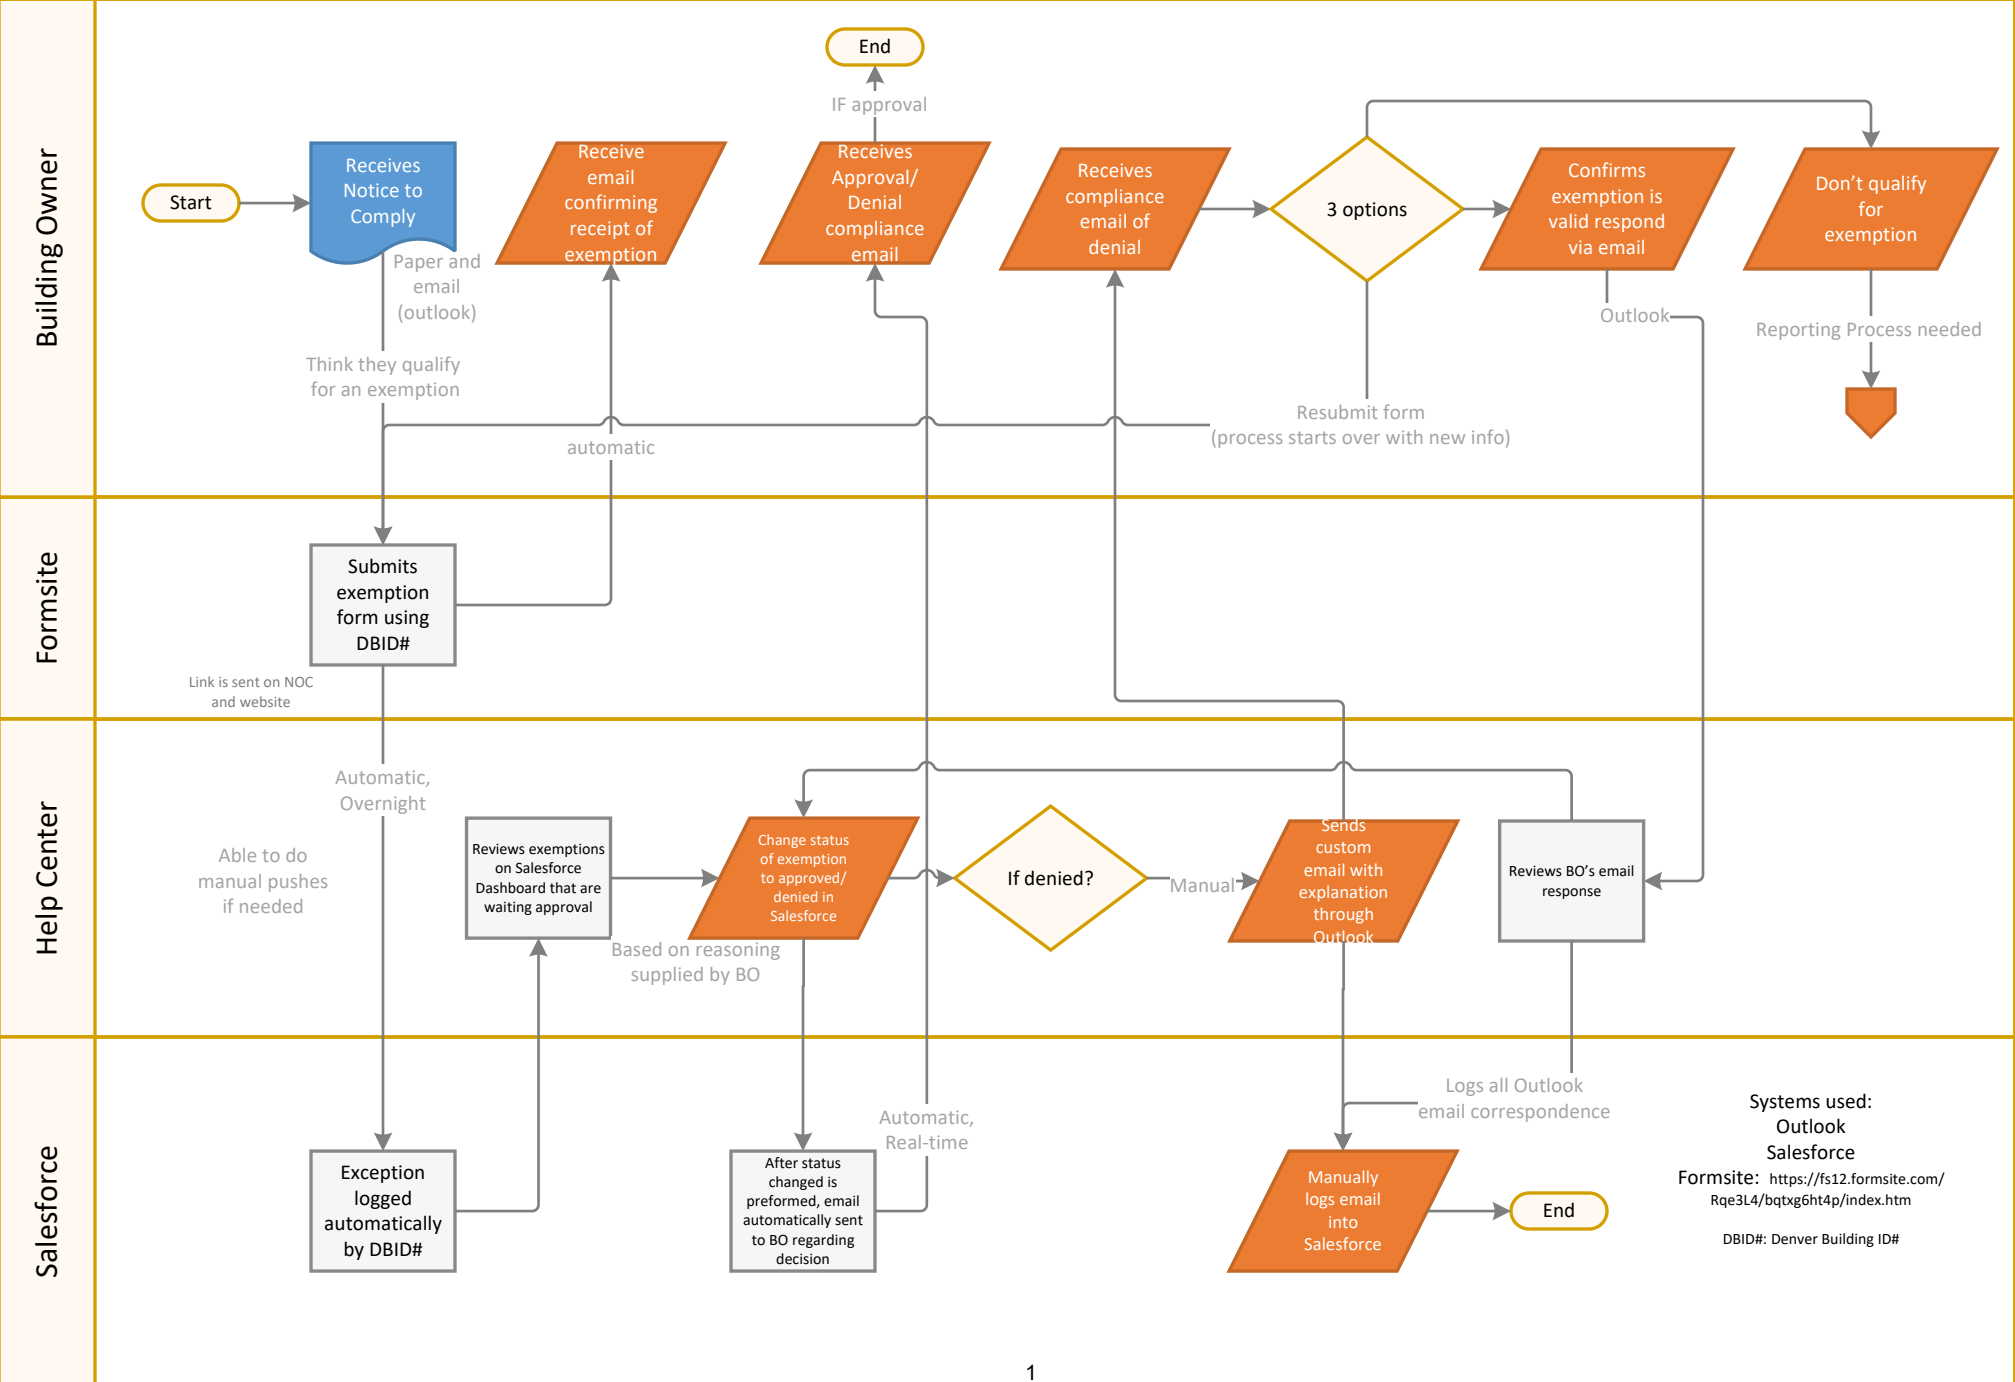 Building Owner
Start
Receives
Notice to
Comply
Paper and
email
(outlook)
Think they qualify
for an exemption
Receive
email
confirming
receipt of
exemption
automatic
End
IF approval
Receives
Approval/
Denial
compliance
email
Receives
compliance
email of
denial
3 options
Resubmit form
(process starts over with new info)
Confirms
exemption is
valid respond
via email
Outlook
Don’t qualify
for
exemption
Reporting Process needed
Formsite
Submits
exemption
form using
DBID#
Link is sent on NOC
and website
Help Center
Automatic,
Overnight
Able to do
manual pushes
if needed
Reviews exemptions
on Salesforce
Dashboard that are
waiting approval
Based on reasoning
supplied by BO
Change status
of exemption
to approved/
denied in
Salesforce
If denied?
Manual
Sends
custom
email with
explanation
through
Outlook
Reviews BO’s email
response
Salesforce
Exception
logged
automatically
by DBID#
After status
changed is
preformed, email
automatically sent
to BO regarding
decision
Automatic,
Real-time
Logs all Outlook
email correspondence
Manually
logs email
into
Salesforce
End
Systems used:
Outlook
Salesforce
Formsite: https://fs12.formsite.com/
Rqe3L4/bqtxg6ht4p/index.htm
DBID#: Denver Building ID#
1